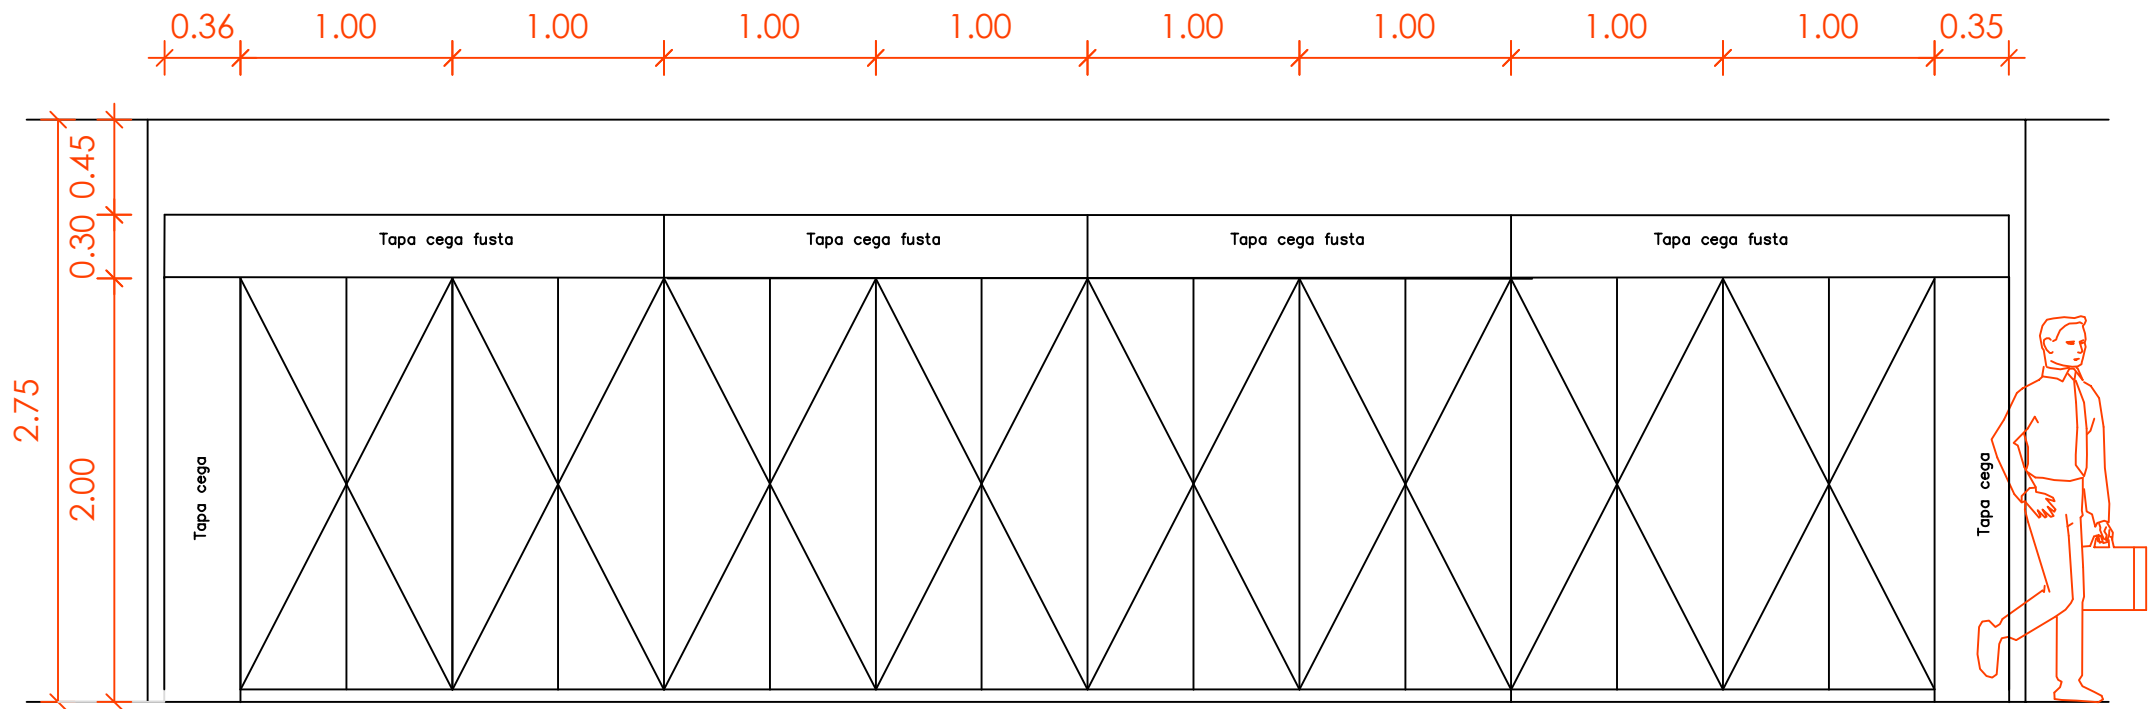 0.36 1.00 1.00 1.00 1.00 1.00 1.00 1.00 1.00 0.35
0.45
0.30
2.75
2.00
Tapa cega fusta
Tapa cega fusta
Tapa cega fusta
Tapa cega fusta
Tapa cega
Tapa cega